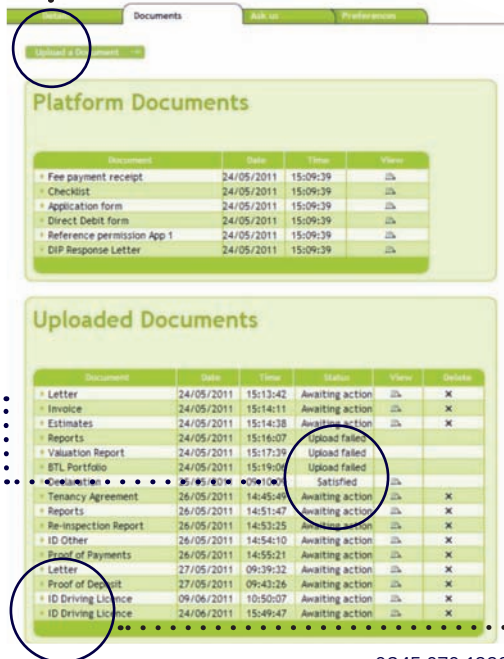 Details Documents Ask us Preferences
Upload a Document
Platform Documents
Document Date Time View
Fee payment receipt 24/05/2011 15:09:39
Checklist 24/05/2011 15:09:39
Application form 24/05/2011 15:09:39
Direct Debit form 24/05/2011 15:09:39
Reference permission App 1 24/05/2011 15:09:39
DIP Response Letter 24/05/2011 15:09:39
Uploaded Documents
Document Date Time Status View Delete
Letter 24/05/2011 15:13:42 Awaiting action x
Invoice 24/05/2011 15:14:11 Awaiting action x
Estimates 24/05/2011 15:14:38 Awaiting action x
Reports 24/05/2011 15:16:07 Upload failed
Valuation Report 24/05/2011 15:17:39 Upload failed
BTL Portfolio 24/05/2011 15:19:06 Upload failed
Declaration Satisfied
Tenancy Agreement 26/05/2011 14:45:49 Awaiting action x
Reports 26/05/2011 14:51:47 Awaiting action x
Re-Inspection Report 26/05/2011 14:53:25 Awaiting action x
ID Other 26/05/2011 14:54:10 Awaiting action x
Proof of Payments 26/05/2011 14:55:21 Awaiting action x
Letter 27/05/2011 09:39:32 Awaiting action x
Proof of Deposit 27/05/2011 09:43:26 Awaiting action x
ID Driving Licence 09/06/2011 10:50:07 Awaiting action x
ID Driving Licence 24/06/2011 15:49:47 Awaiting action x